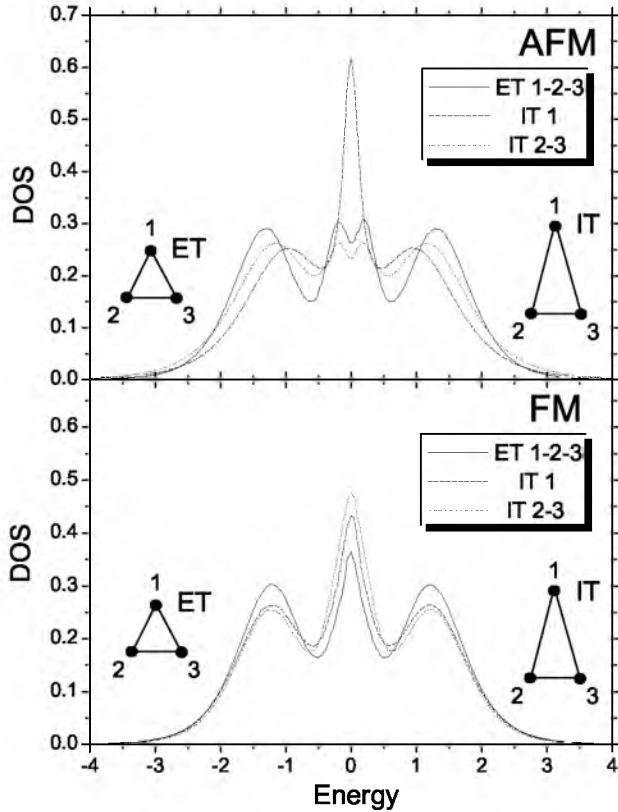 0.7
AFM
0.6
ET 1-2-3
IT 1
IT 2-3
0.5
0.4
DOS
0.3
1
ET
2
3
1
IT
2
3
0.2
0.1
0.0
FM
0.6
ET 1-2-3
IT 1
IT 2-3
0.5
0.4
DOS
0.3
1
ET
2
3
1
IT
2
3
0.2
0.1
0.0
-4 -3 -2 -1 0 1 2 3 4
Energy